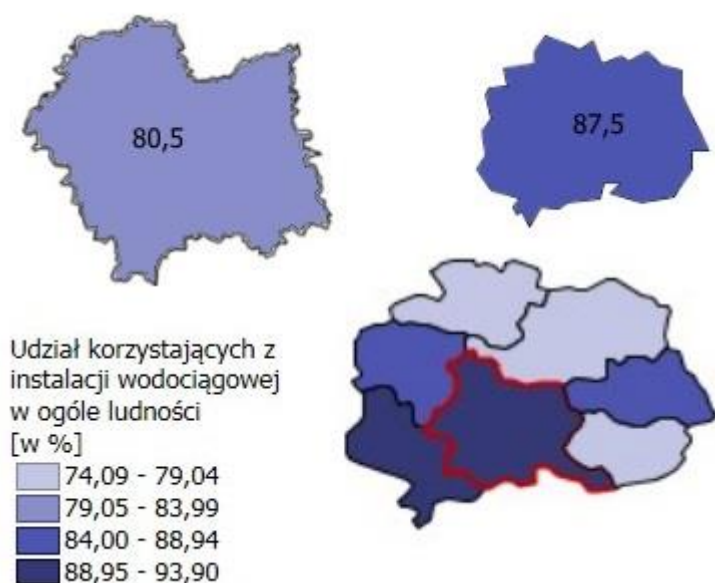 80,5
87,5
Udział korzystających z
instalacji wodociągowej
w ogóle ludności
[w %]
74,09 - 79,04
79,05 - 83,99
84,00 - 88,94
88,95 - 93,90